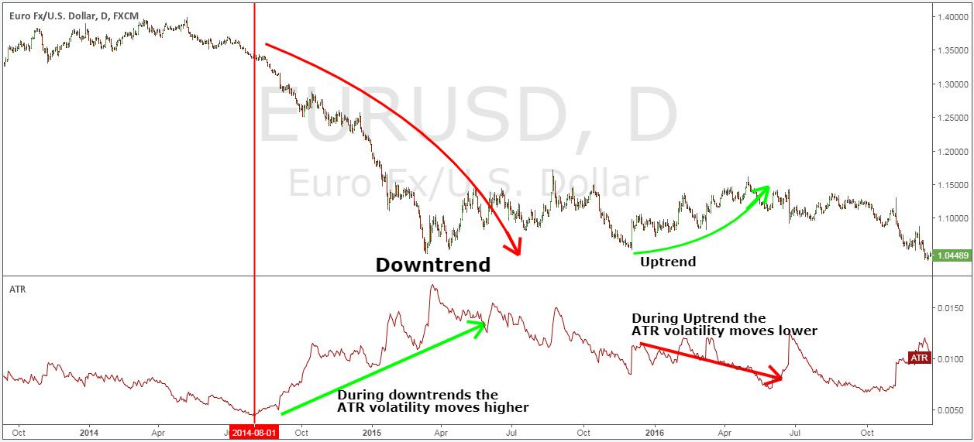 Euro Fx/U.S. Dollar, D, FXCM
1.40000
1.35000
1.30000
1.25000
1.20000
1.15000
1.10000
1.04489
EURUSD, D
Euro Fx/U.S. Dollar
Downtrend
Uptrend
ATR
0.0150
0.0100
0.0050
ATR
During Uptrend the
ATR volatility moves lower
During downtrends the
ATR volatility moves higher
Oct 2014 Apr 2014-08-01 Oct 2015 Apr Jul Oct 2016 Apr Jul Oct